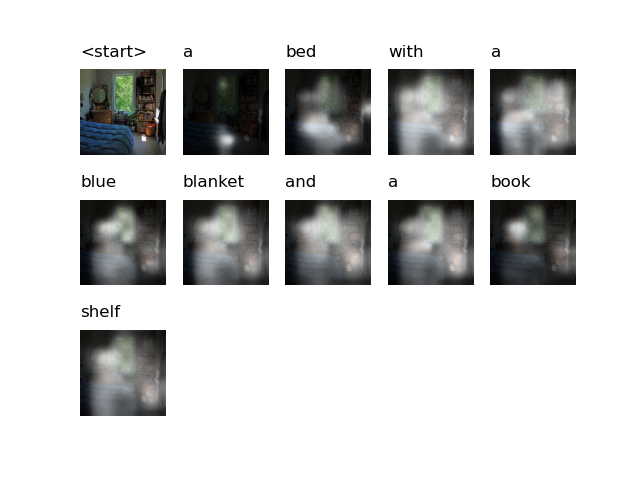 <start> a bed with a
blue blanket and a book
shelf